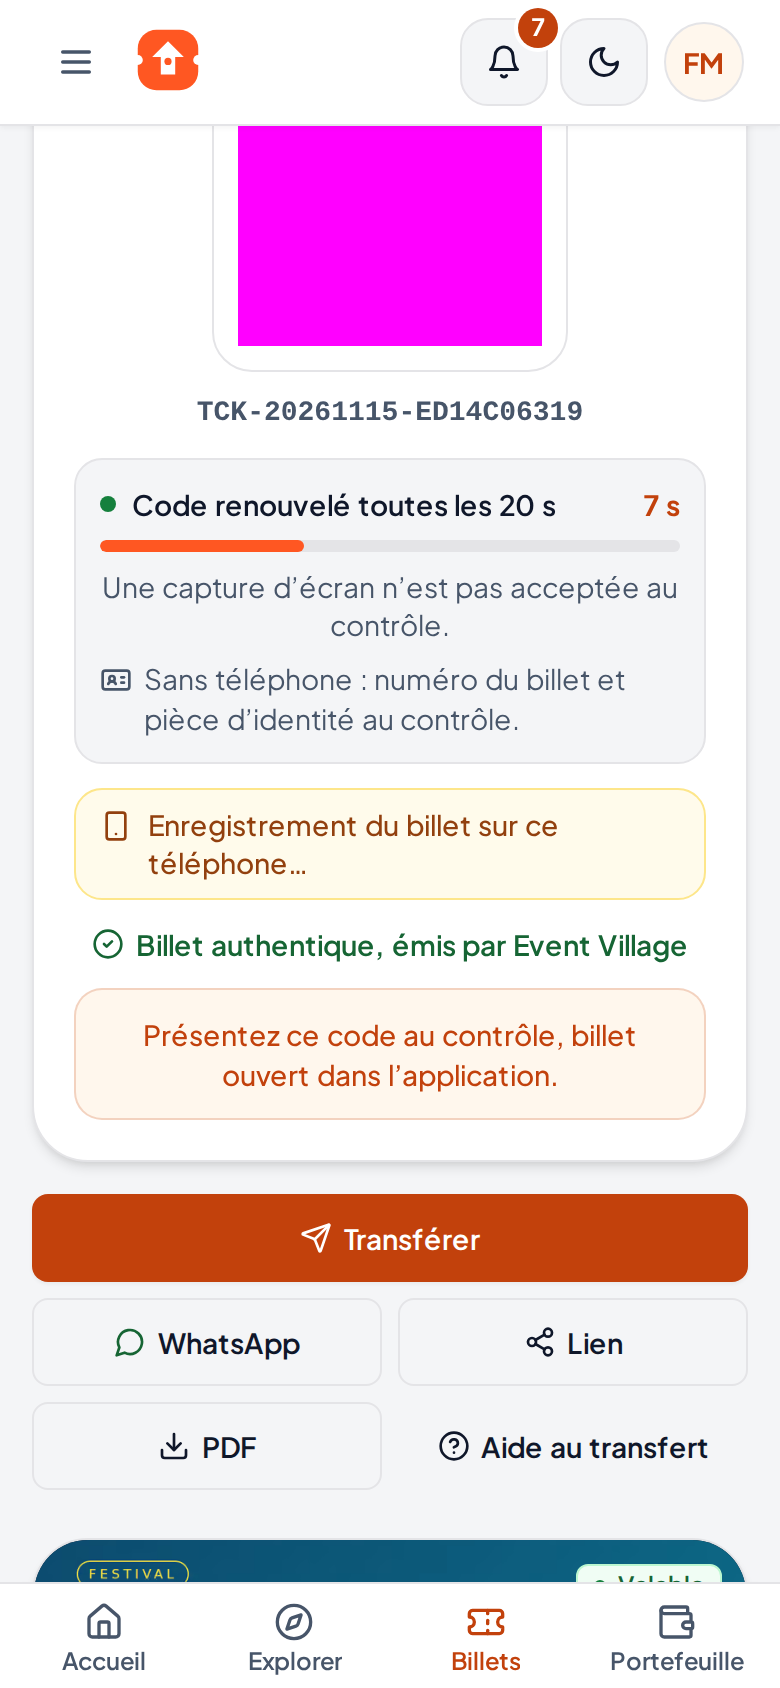 7
FM
TCK-20261115-ED14C06319
Code renouvelé toutes les 20 s
7 s
Une capture d’écran n’est pas acceptée au
contrôle.
Sans téléphone : numéro du billet et
pièce d’identité au contrôle.
Enregistrement du billet sur ce
téléphone…
Billet authentique, émis par Event Village
Présentez ce code au contrôle, billet
ouvert dans l’application.
Transférer
WhatsApp
Lien
PDF
Aide au transfert
FESTIVAL
Accueil
Explorer
Billets
Portefeuille